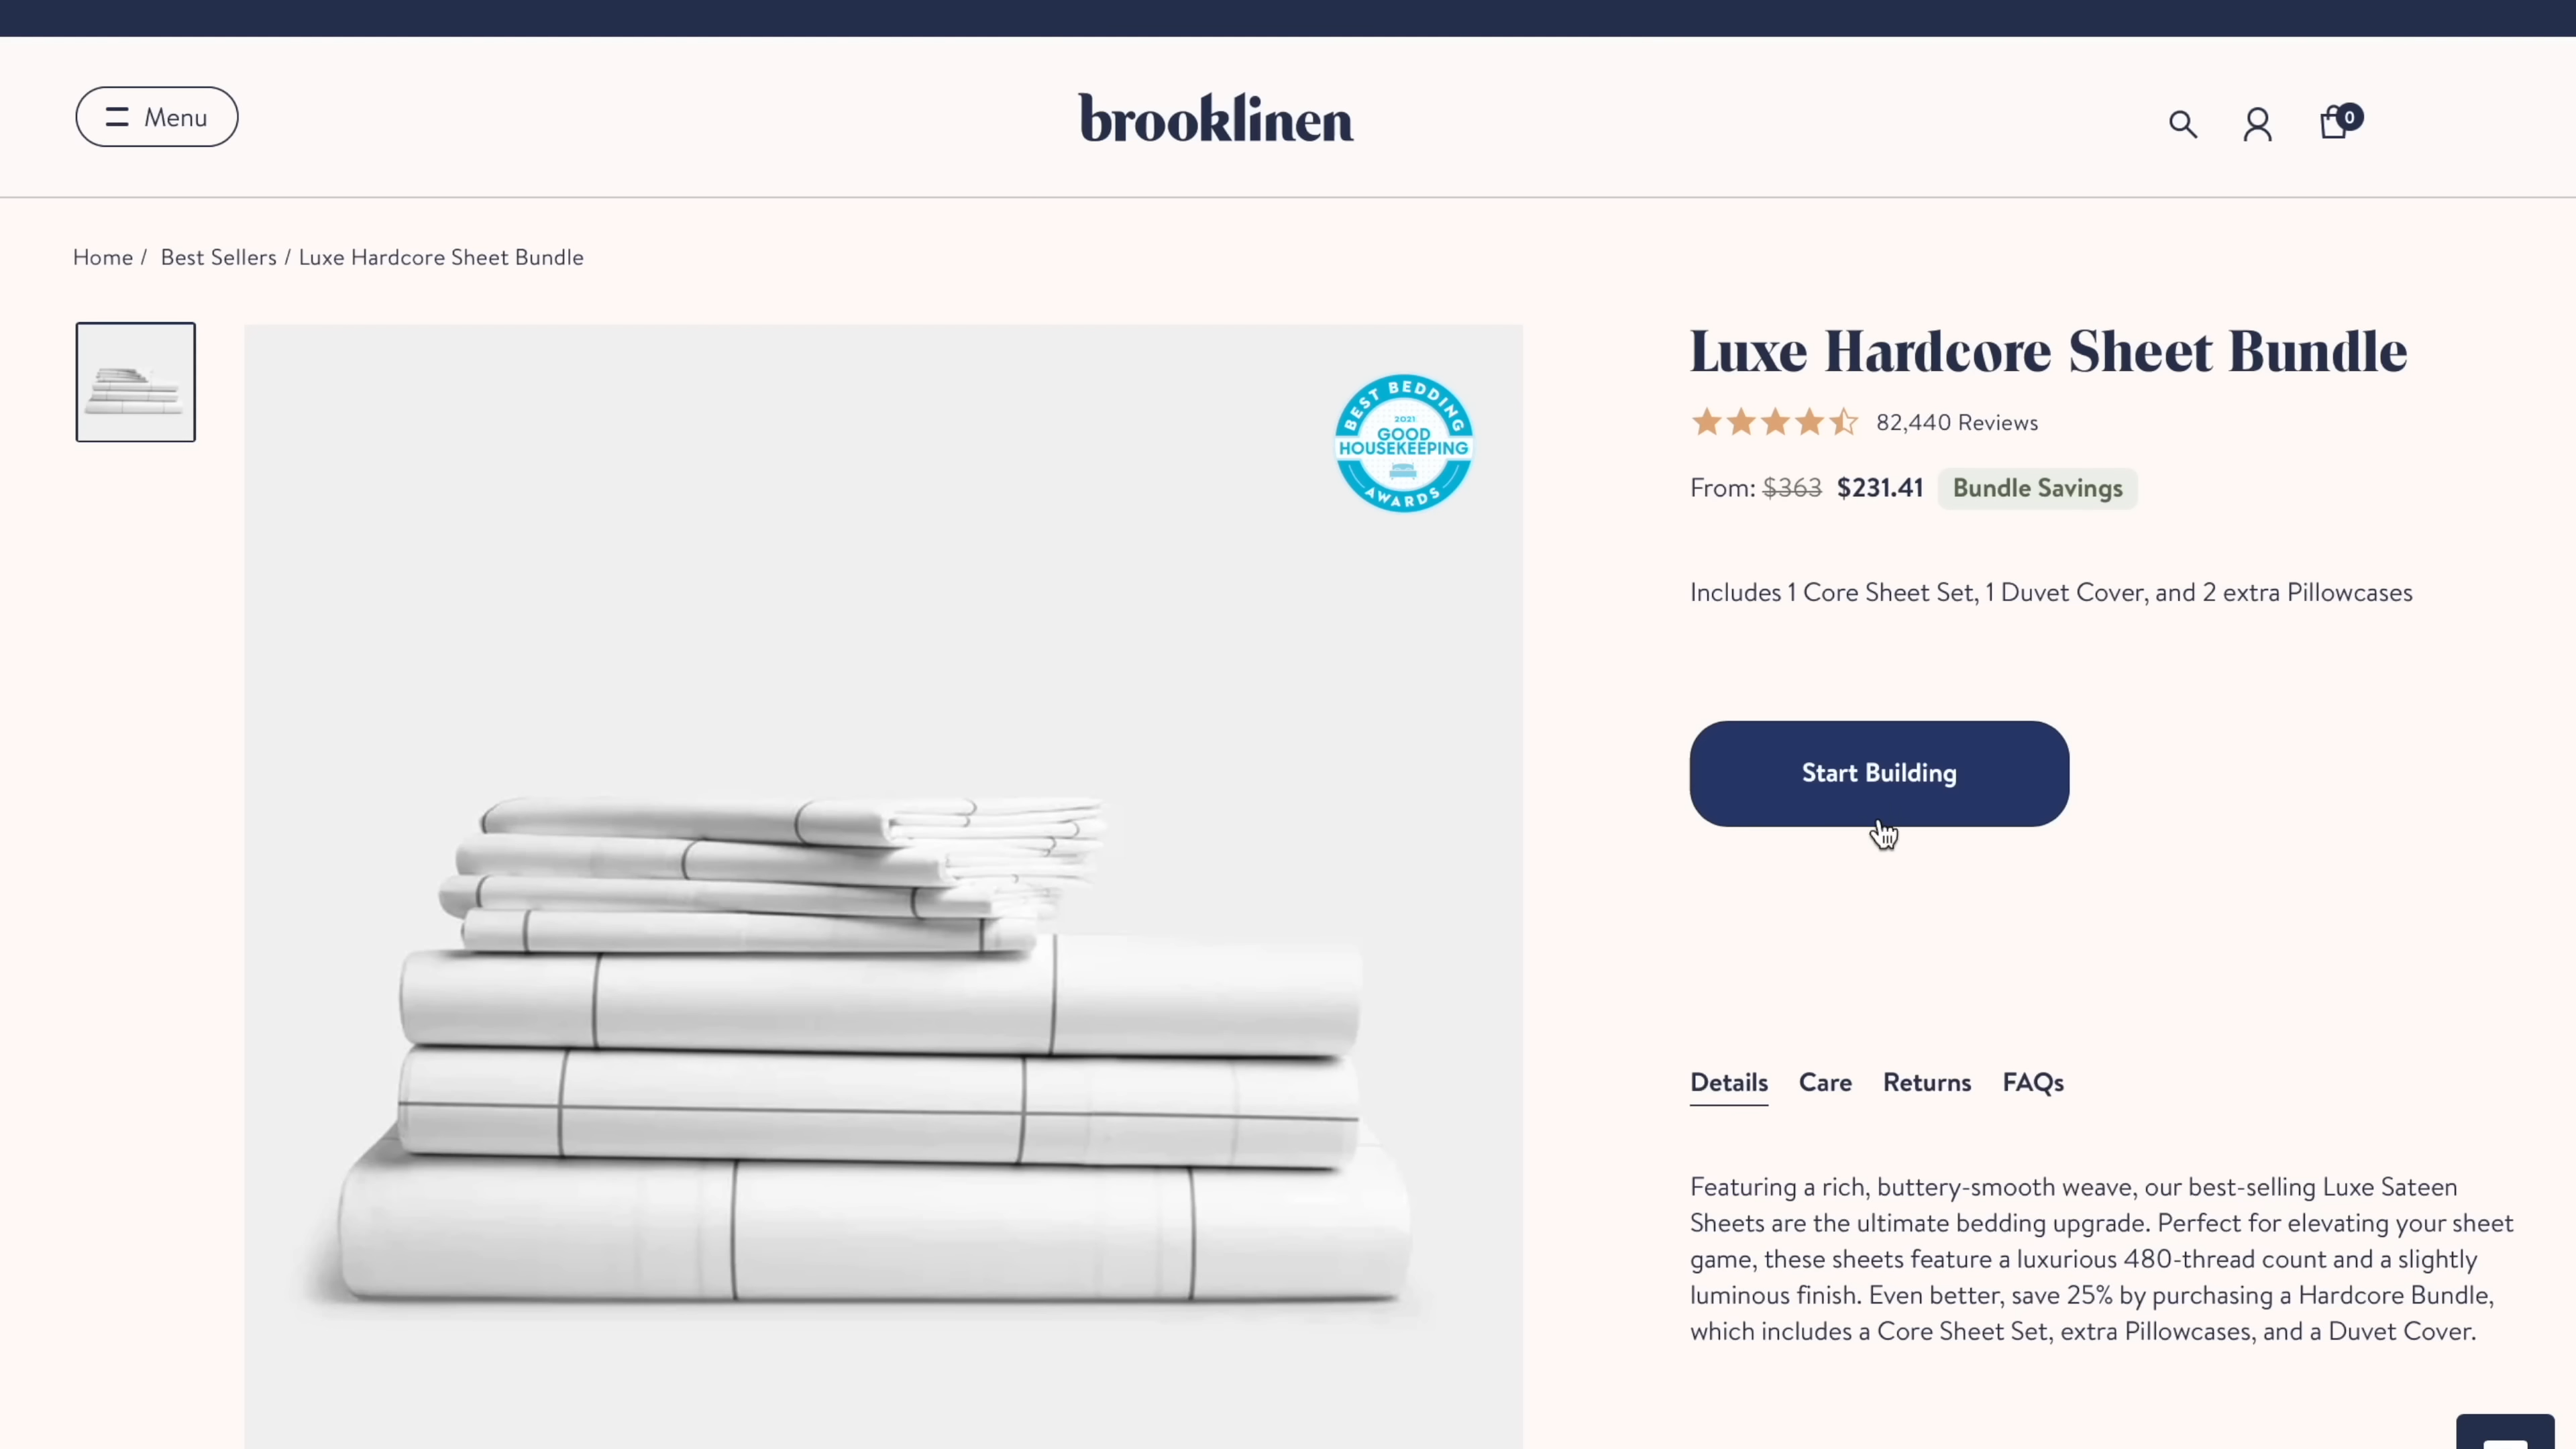 Menu
brooklinen
0
Home / Best Sellers / Luxe Hardcore Sheet Bundle
BEST BEDDING
2021
GOOD
HOUSEKEEPING
AWARDS
Luxe Hardcore Sheet Bundle
82,440 Reviews
From: $363 $231.41 Bundle Savings
Includes 1 Core Sheet Set, 1 Duvet Cover, and 2 extra Pillowcases
Start Building
Details Care Returns FAQs
Featuring a rich, buttery-smooth weave, our best-selling Luxe Sateen
Sheets are the ultimate bedding upgrade. Perfect for elevating your sheet
game, these sheets feature a luxurious 480-thread count and a slightly
luminous finish. Even better, save 25% by purchasing a Hardcore Bundle,
which includes a Core Sheet Set, extra Pillowcases, and a Duvet Cover.